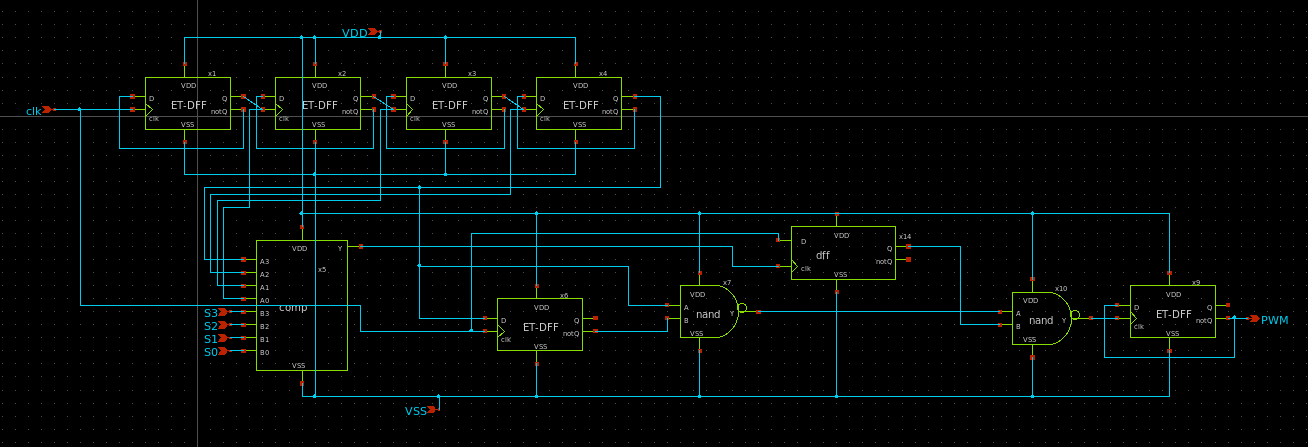 VDD
x1 x2 x3 x4
VDD VDD VDD VDD
D Q D Q D Q D Q
ET-DFF ET-DFF ET-DFF ET-DFF
clk
notQ notQ notQ notQ
clk clk clk clk
VSS VSS VSS VSS
VDD Y
x5
A3
A2
A1
A0
comp
S3 B3
S2 B2
S1 B1
S0 B0
VSS
VSS
x6
VDD
D Q
ET-DFF
notQ
clk
VSS
x7
VDD
A
nand Y
B
VSS
x14
VDD
D Q
dff
notQ
clk
VSS
x10
VDD
A
nand Y
B
VSS
x9
VDD
D Q
ET-DFF
notQ
clk
VSS
PWM